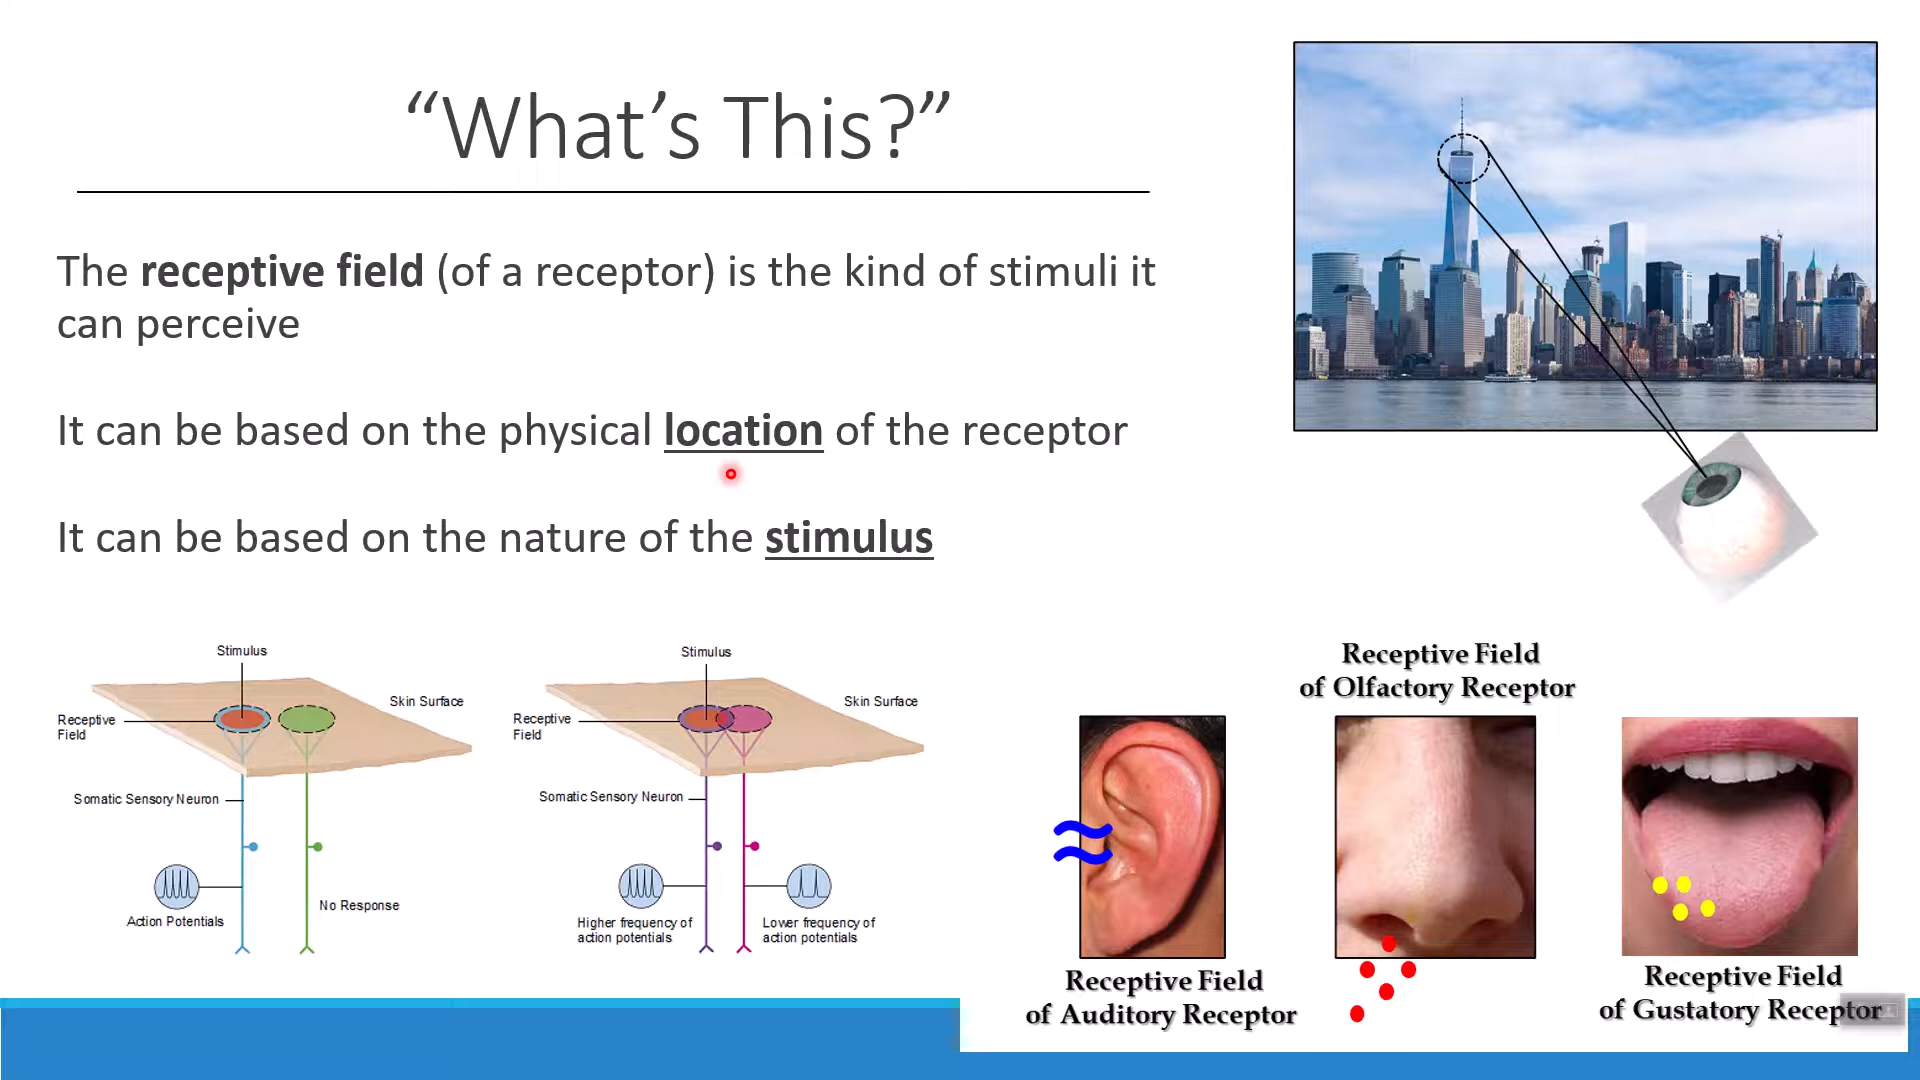 “What’s This?”
The receptive field (of a receptor) is the kind of stimuli it
can perceive
It can be based on the physical location of the receptor
It can be based on the nature of the stimulus
Stimulus
Skin Surface
Receptive
Field
Somatic Sensory Neuron
Action Potentials
No Response
Stimulus
Skin Surface
Receptive
Field
Somatic Sensory Neuron
Higher frequency of
action potentials
Lower frequency of
action potentials
Receptive Field
of Auditory Receptor
Receptive Field
of Olfactory Receptor
Receptive Field
of Gustatory Receptor